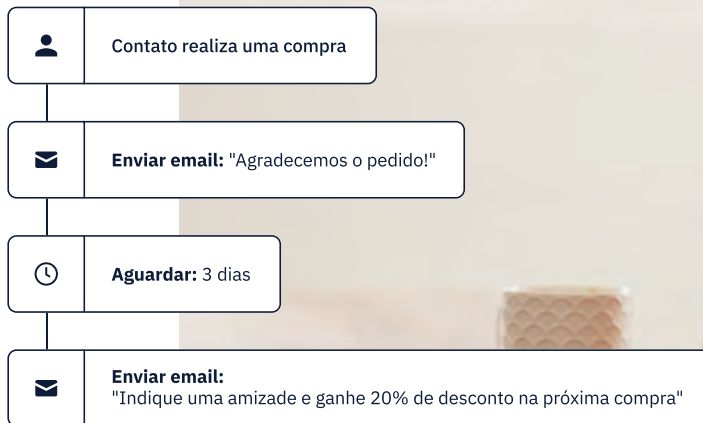 Contato realiza uma compra
Enviar email: "Agradecemos o pedido!"
Aguardar: 3 dias
Enviar email:
"Indique uma amizade e ganhe 20% de desconto na próxima compra"